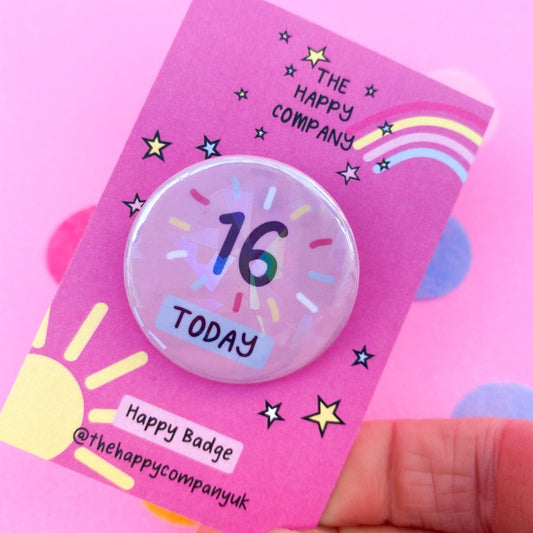 THE
HAPPY
COMPANY
16
TODAY
Happy Badge
@thehappycompanyuk